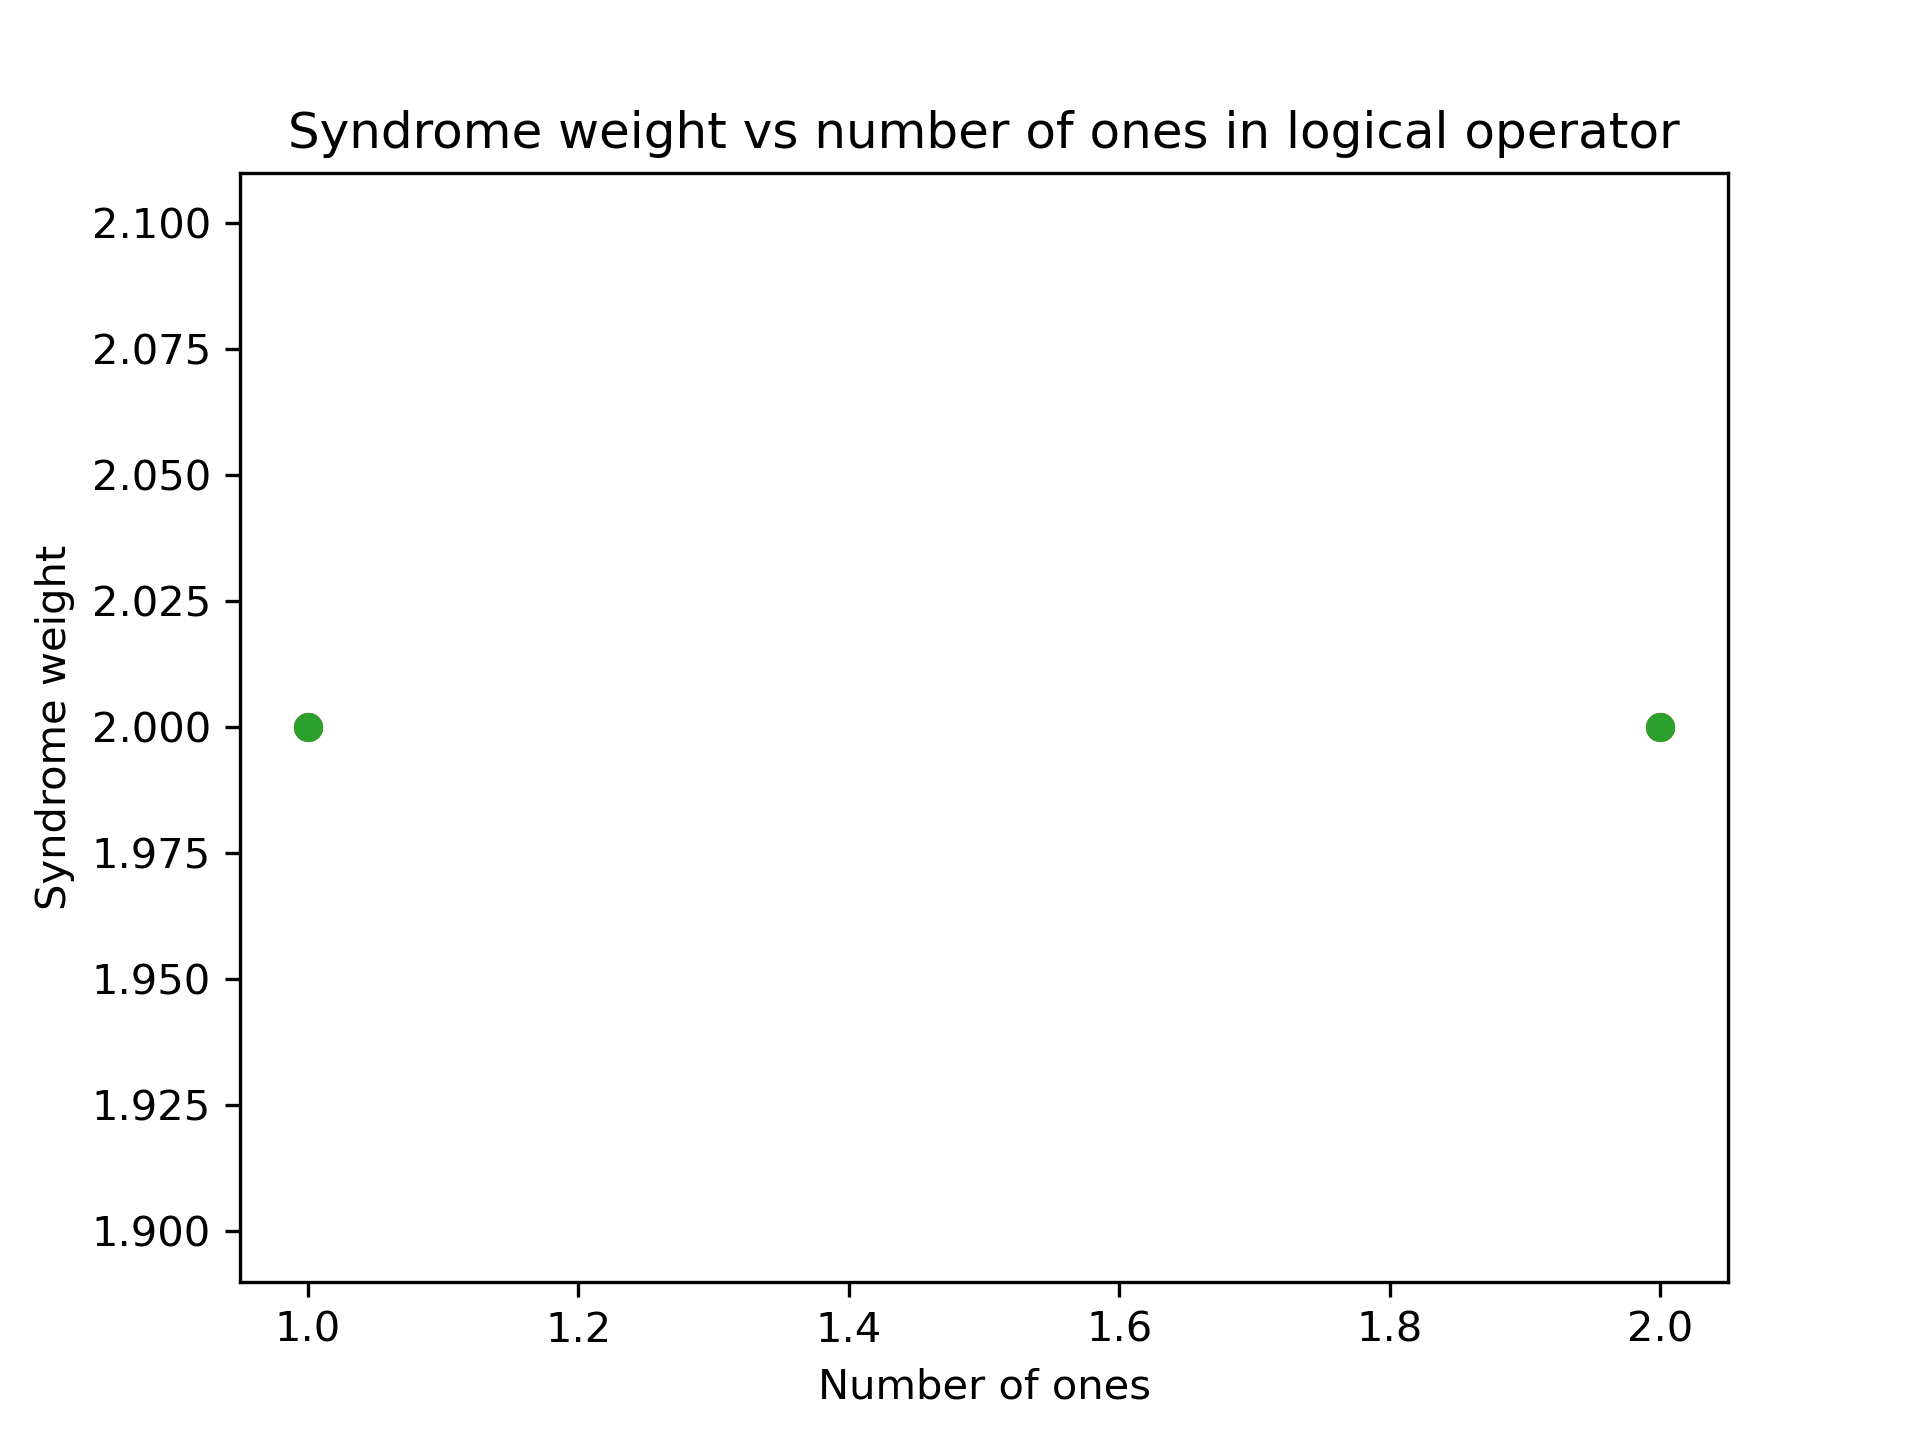 Syndrome weight vs number of ones in logical operator
2.100
2.075
2.050
2.025
2.000
1.975
1.950
1.925
1.900
Syndrome weight
1.0 1.2 1.4 1.6 1.8 2.0
Number of ones